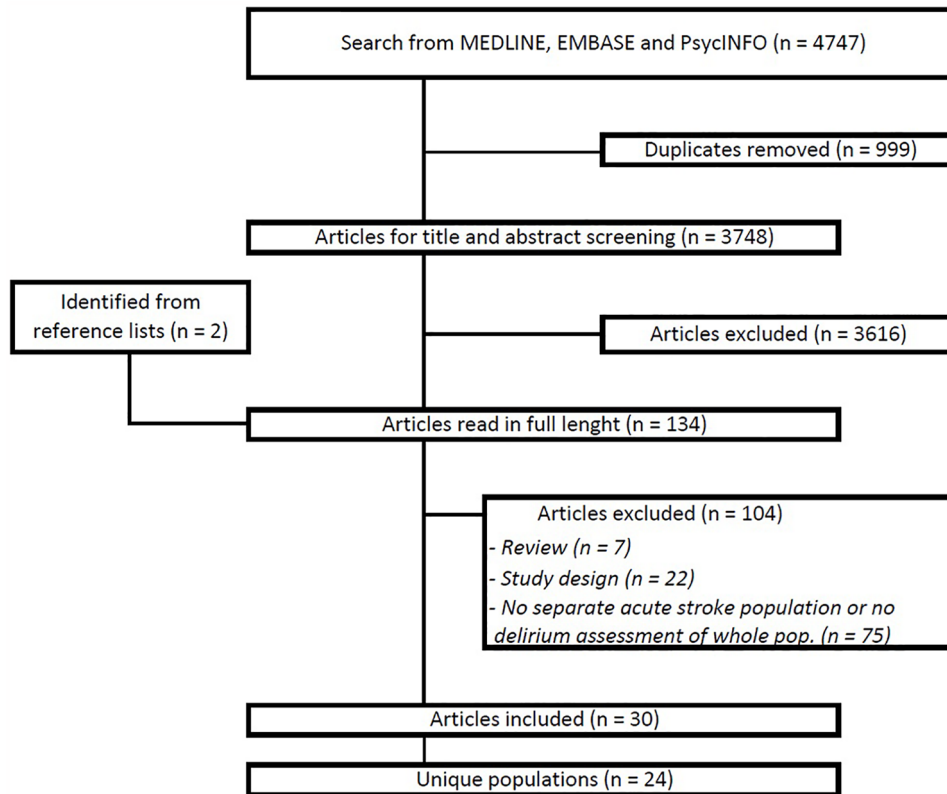 Search from MEDLINE, EMBASE and PsycINFO (n = 4747)
Duplicates removed (n = 999)
Articles for title and abstract screening (n = 3748)
Identified from
reference lists (n = 2)
Articles excluded (n = 3616)
Articles read in full lenght (n = 134)
Articles excluded (n = 104)
- Review (n = 7)
- Study design (n = 22)
- No separate acute stroke population or no
delirium assessment of whole pop. (n = 75)
Articles included (n = 30)
Unique populations (n = 24)